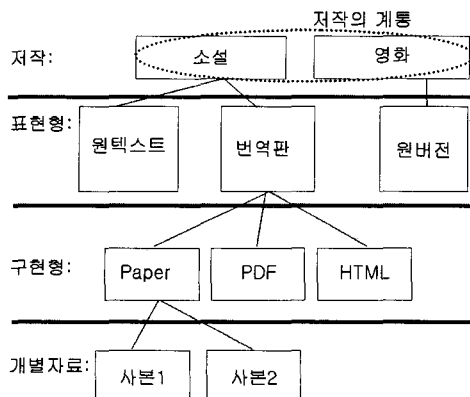 저작의 계통
저작: 소설 영화
표현형: 원텍스트 번역판 원버전
구현형: Paper PDF HTML
개별자료: 사본1 사본2